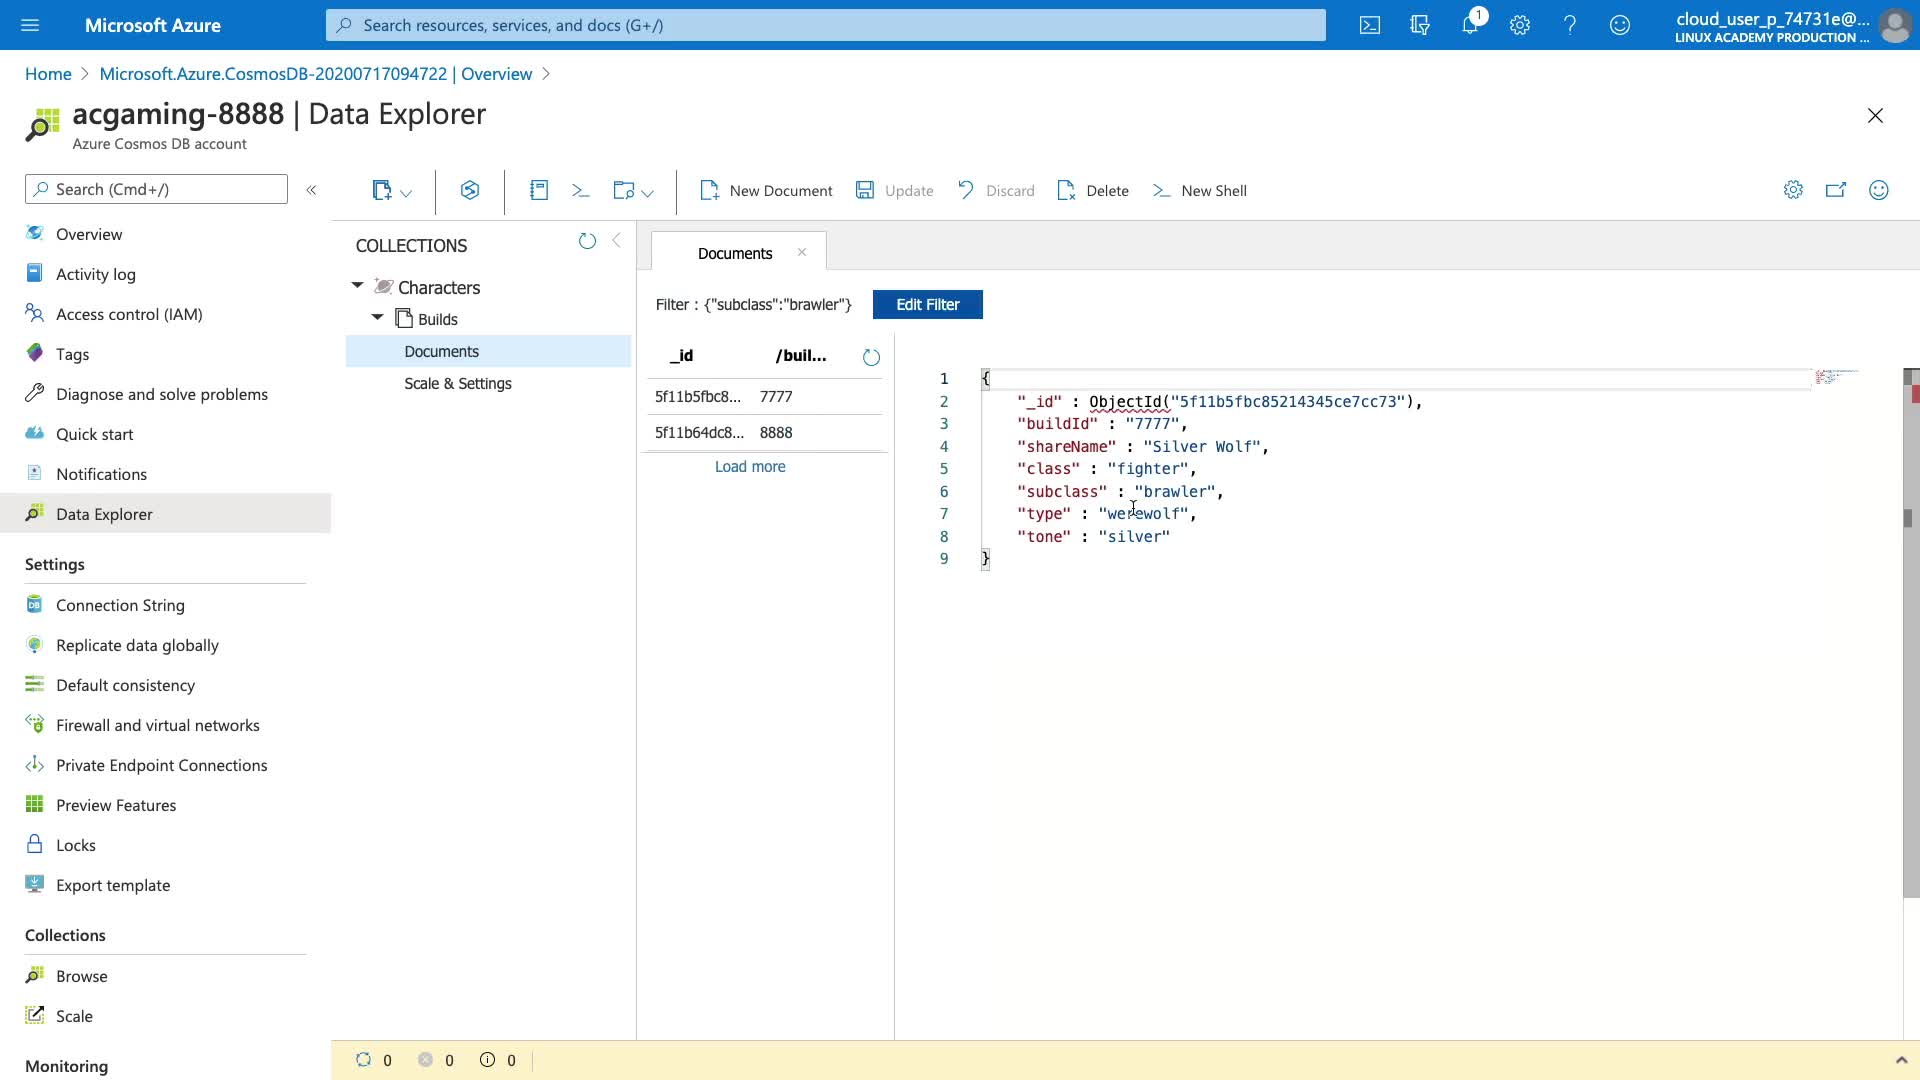 Microsoft Azure
Search resources, services, and docs (G+/)
1
cloud_user_p_74731e@...
LINUX ACADEMY PRODUCTION ...
Home > Microsoft.Azure.CosmosDB-20200717094722 | Overview >
acgaming-8888 | Data Explorer
Azure Cosmos DB account
Search (Cmd+/)
«
New Document
Update
Discard
Delete
New Shell
Overview
Activity log
Access control (IAM)
Tags
Diagnose and solve problems
Quick start
Notifications
Data Explorer
Settings
Connection String
Replicate data globally
Default consistency
Firewall and virtual networks
Private Endpoint Connections
Preview Features
Locks
Export template
Collections
Browse
Scale
Monitoring
COLLECTIONS
Characters
Builds
Documents
Scale & Settings
Documents
Filter : {"subclass":"brawler"}
Edit Filter
_id /buil...
5f11b5fbc8... 7777
5f11b64dc8... 8888
Load more
1 {
2 "_id" : ObjectId("5f11b5fbc85214345ce7cc73"),
3 "buildId" : "7777",
4 "shareName" : "Silver Wolf",
5 "class" : "fighter",
6 "subclass" : "brawler",
7 "type" : "werewolf",
8 "tone" : "silver"
9 }
0 0 0